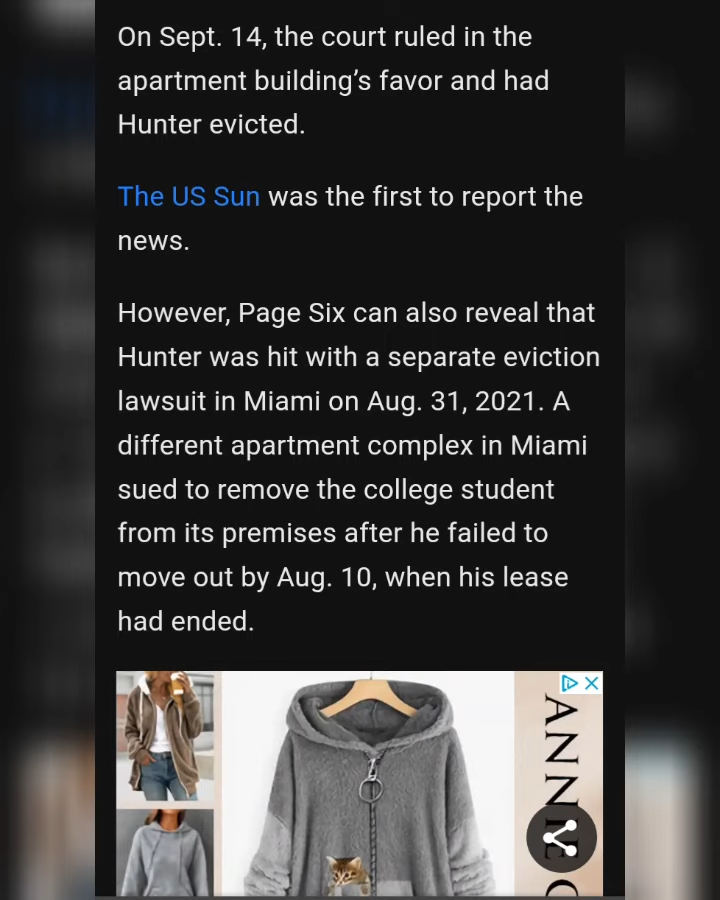 On Sept. 14, the court ruled in the
apartment building’s favor and had
Hunter evicted.
The US Sun was the first to report the
news.
However, Page Six can also reveal that
Hunter was hit with a separate eviction
lawsuit in Miami on Aug. 31, 2021. A
different apartment complex in Miami
sued to remove the college student
from its premises after he failed to
move out by Aug. 10, when his lease
had ended.